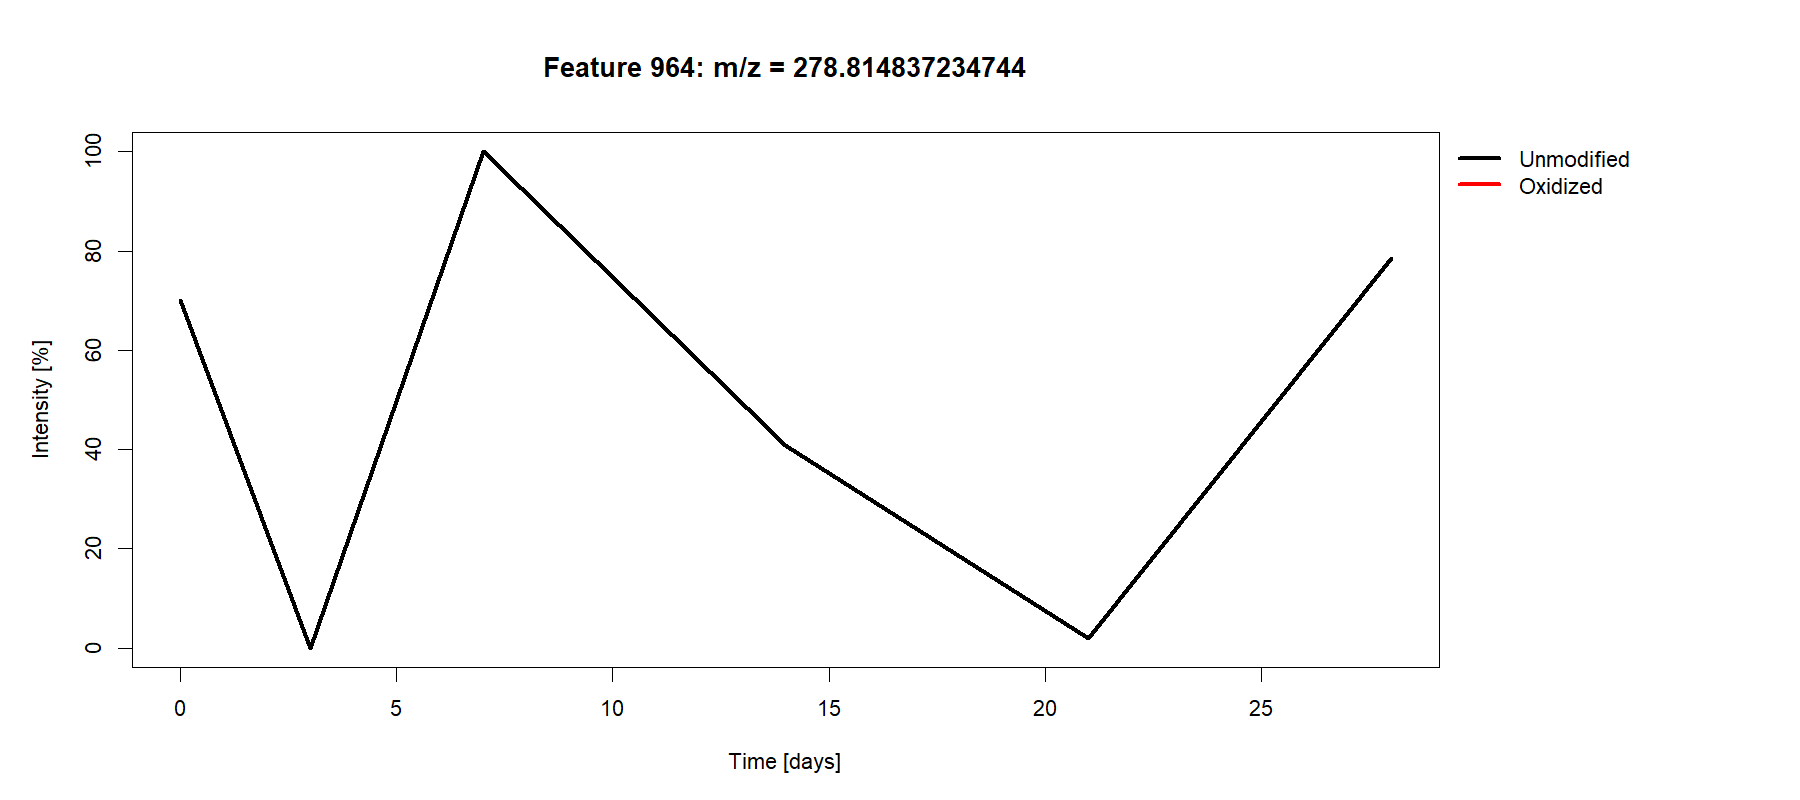 Feature 964: m/z = 278.814837234744
Unmodified
Oxidized
Intensity [%]
100
80
60
40
20
0
0 5 10 15 20 25
Time [days]